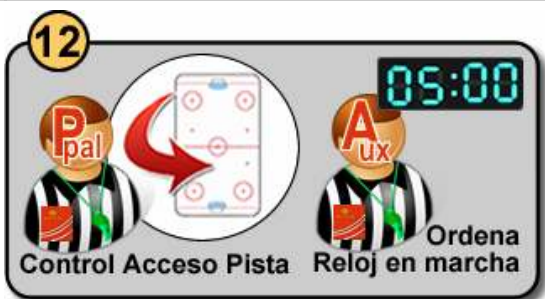 12
05:00
Ppal
Aux
Control Acceso Pista
Ordena
Reloj en marcha